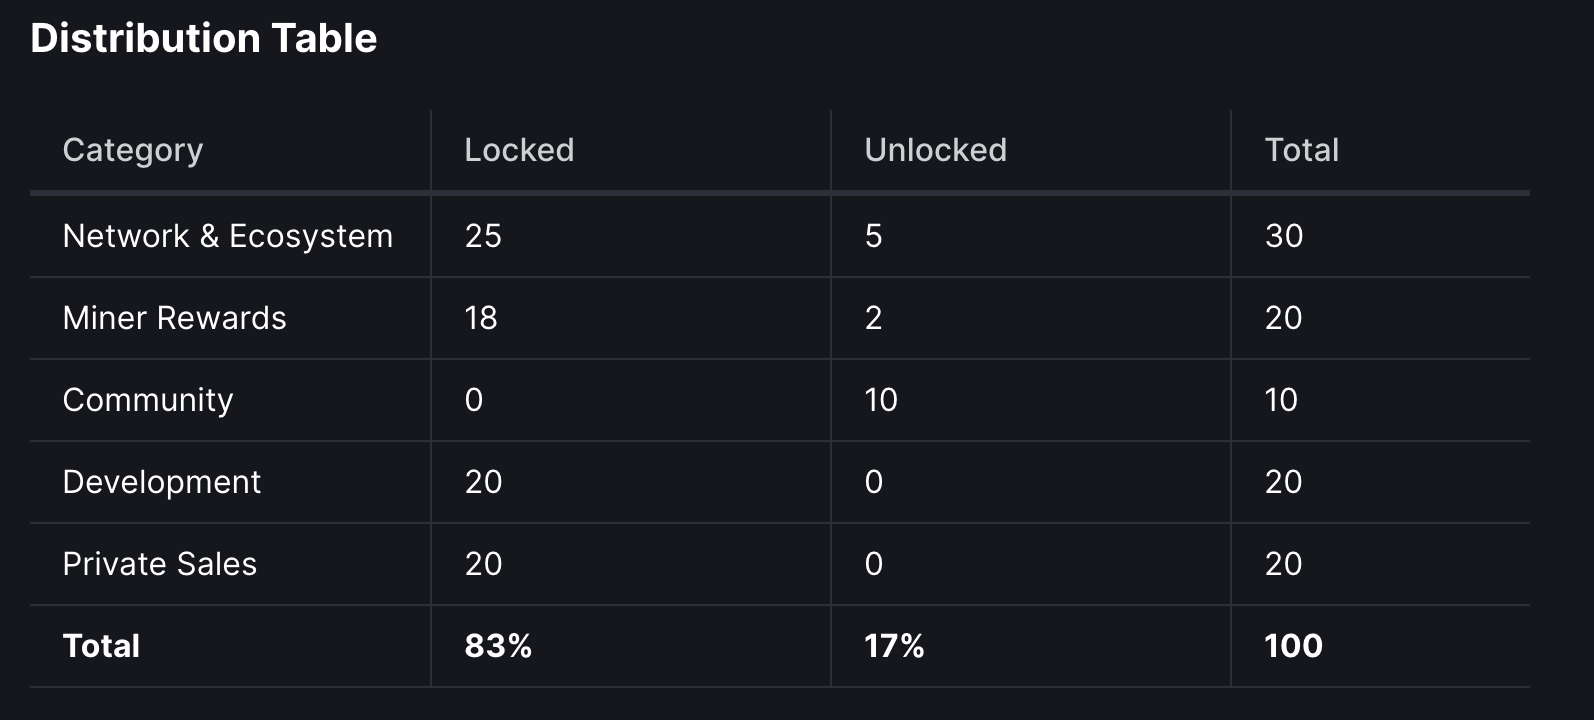 Distribution Table
Category Locked Unlocked Total
Network & Ecosystem 25 5 30
Miner Rewards 18 2 20
Community 0 10 10
Development 20 0 20
Private Sales 20 0 20
Total 83% 17% 100